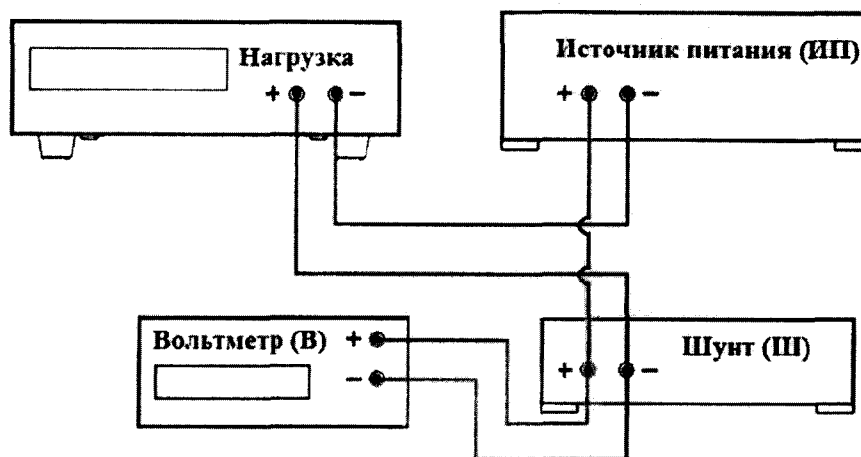 Нагрузка
+ −
Источник питания (ИП)
+ −
Вольтметр (В)
+
−
Шунт (Ш)
+ −